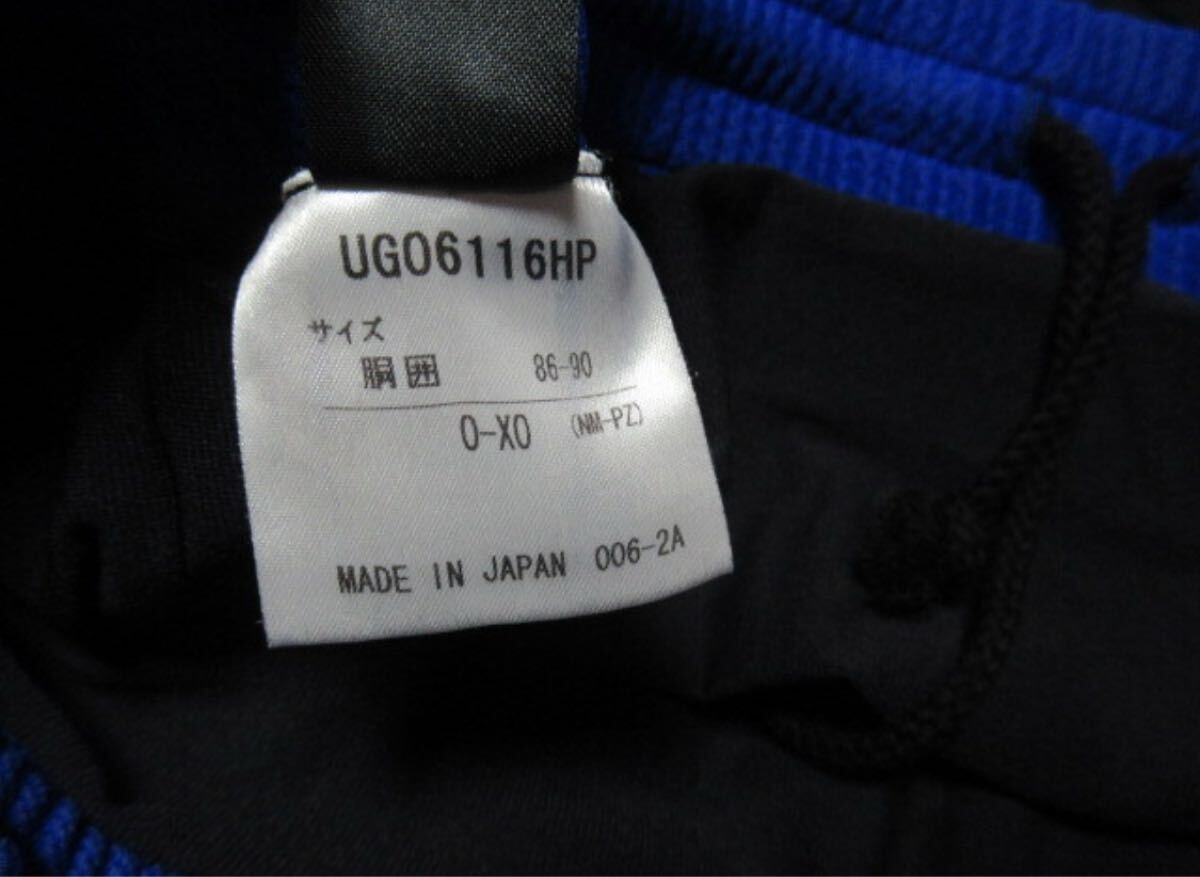 UGO6116HP
サイズ
胴囲 86-90
O-XO (NM-PZ)
MADE IN JAPAN 006-2A